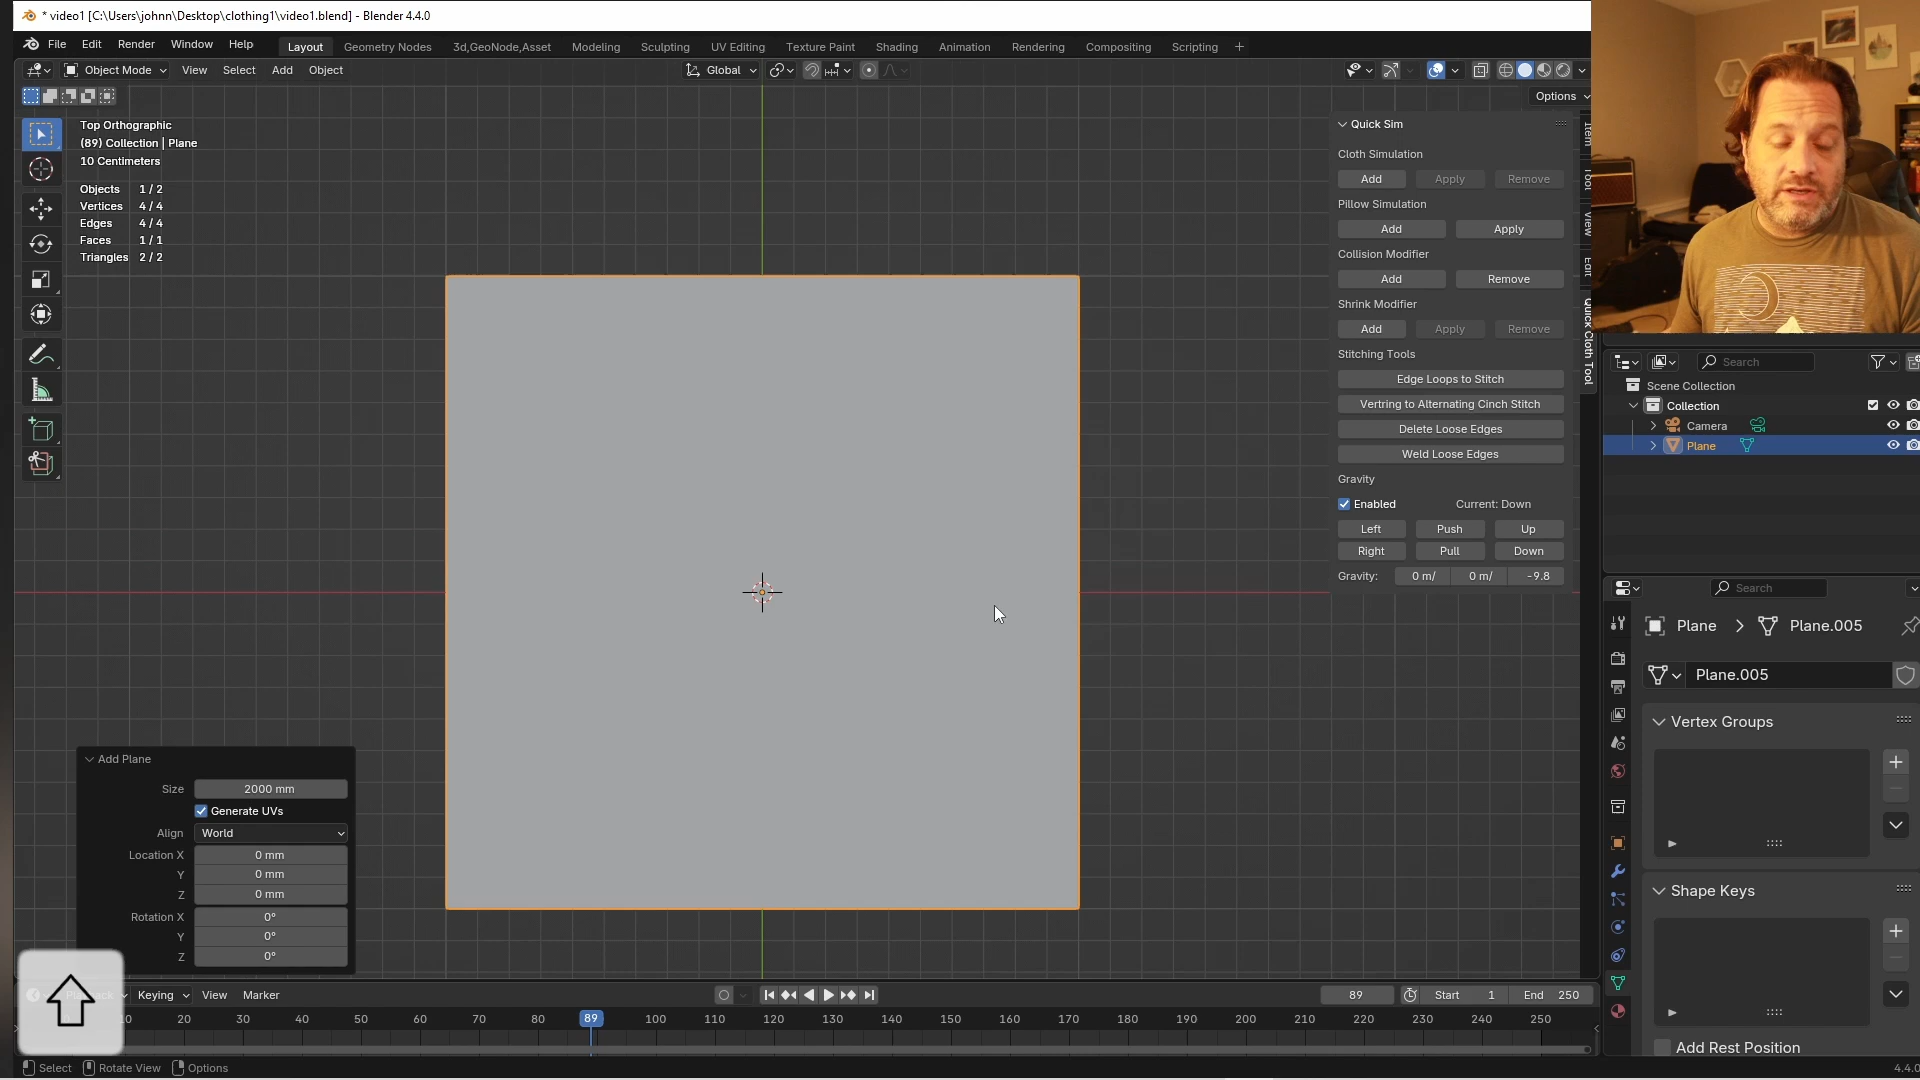 * video1 [C:\Users\johnn\Desktop\clothing1\video1.blend] - Blender 4.4.0
File Edit Render Window Help Layout Geometry Nodes 3d,GeoNode,Asset Modeling Sculpting UV Editing Texture Paint Shading Animation Rendering Compositing Scripting +
Object Mode View Select Add Object Global
Options
Top Orthographic
(89) Collection | Plane
10 Centimeters
Objects 1 / 2
Vertices 4 / 4
Edges 4 / 4
Faces 1 / 1
Triangles 2 / 2
Quick Sim
Cloth Simulation
Add Apply Remove
Pillow Simulation
Add Apply
Collision Modifier
Add Remove
Shrink Modifier
Add Apply Remove
Stitching Tools
Edge Loops to Stitch
Vertring to Alternating Cinch Stitch
Delete Loose Edges
Weld Loose Edges
Gravity
Enabled Current: Down
Left Push Up
Right Pull Down
Gravity: 0 m/ 0 m/ -9.8
Item
Tool
View
Edit
Quick Cloth Tool
Search
Scene Collection
Collection
Camera
Plane
Search
Plane > Plane.005
Plane.005
Vertex Groups
Shape Keys
Add Rest Position
Add Plane
Size 2000 mm
Generate UVs
Align World
Location X 0 mm
Y 0 mm
Z 0 mm
Rotation X 0°
Y 0°
Z 0°
Keying View Marker 89 Start 1 End 250
10 20 30 40 50 60 70 80 89 100 110 120 130 140 150 160 170 180 190 200 210 220 230 240 250
Select Rotate View Options 4.4.0